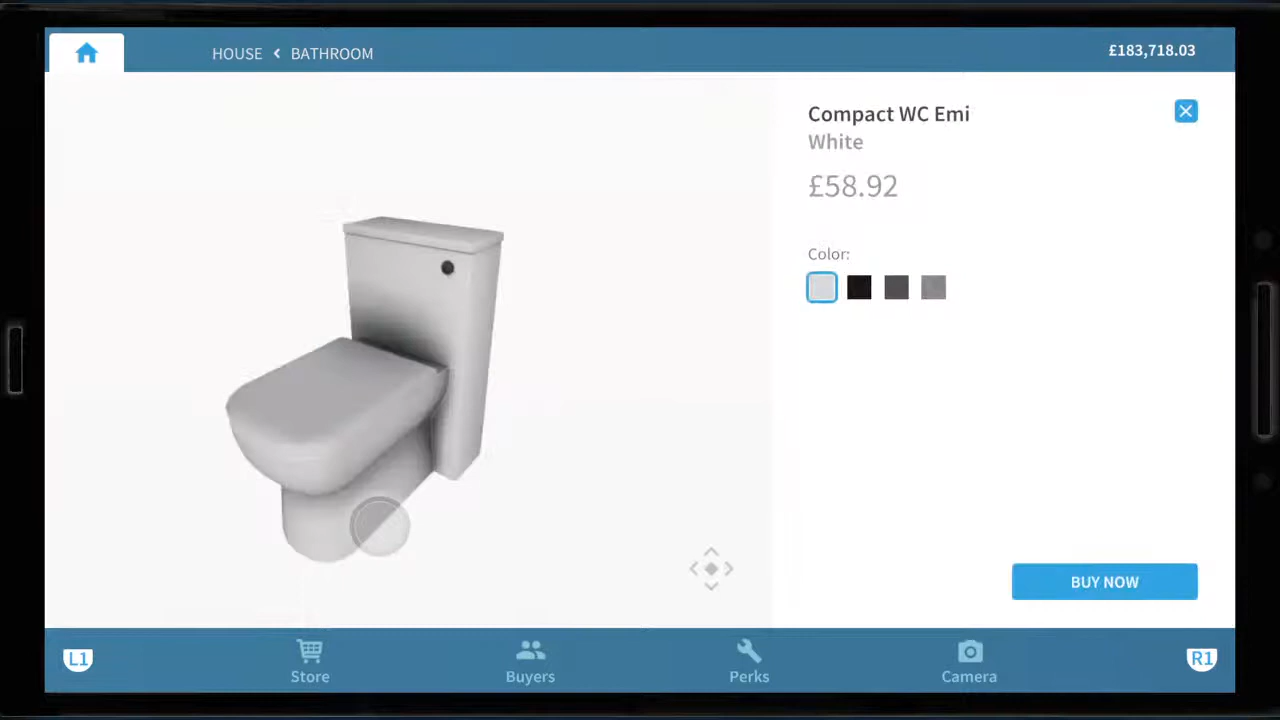 HOUSE < BATHROOM
£183,718.03
Compact WC Emi
White
£58.92
Color:
BUY NOW
L1
Store
Buyers
Perks
Camera
R1